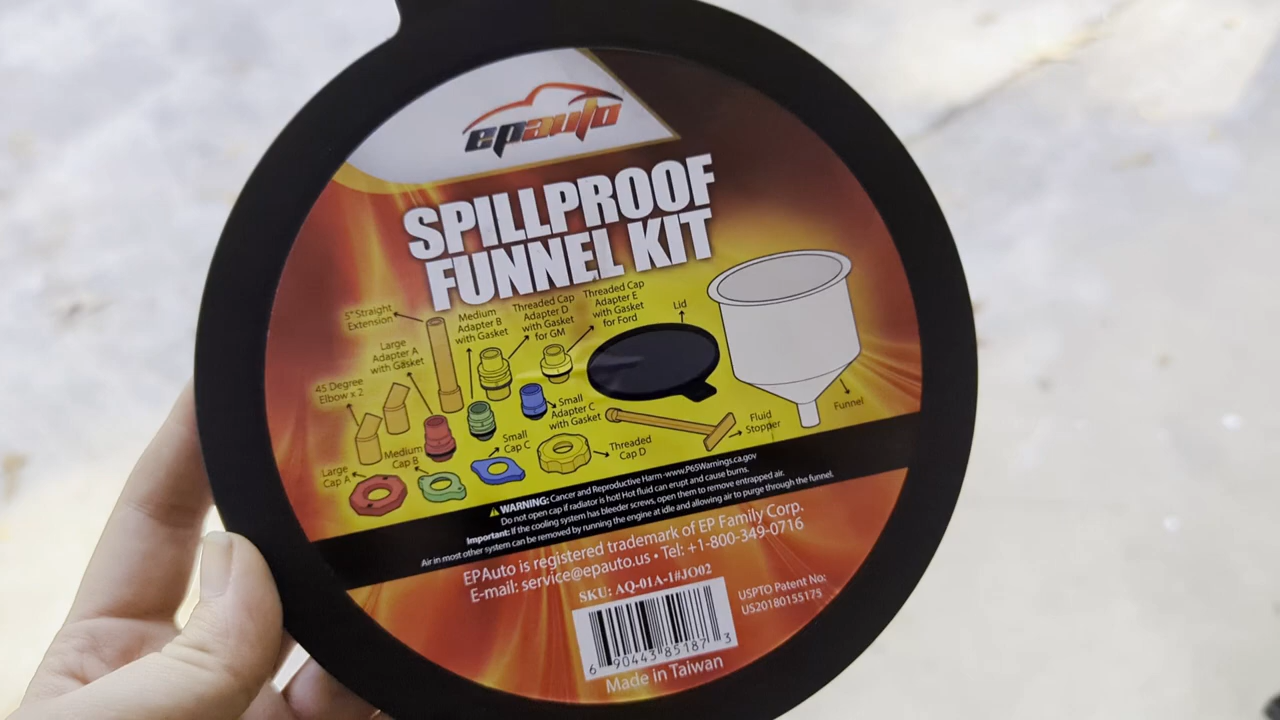 epauto
SPILLPROOF
FUNNEL KIT
5" Straight
Extension
Large
Adapter A
with Gasket
45 Degree
Elbow x 2
Medium
Adapter B
with Gasket
Threaded Cap
Adapter D
with Gasket
for GM
Threaded Cap
Adapter E
with Gasket
for Ford
Lid
Small
Adapter C
with Gasket
Fluid
Stopper
Funnel
Large
Cap A
Medium
Cap B
Small
Cap C
Threaded
Cap D
WARNING: Cancer and Reproductive Harm -www.P65Warnings.ca.gov
Do not open cap if radiator is hot! Hot fluid can erupt and cause burns.
Important: If the cooling system has bleeder screws, open them to remove entrapped air.
Air in most other system can be removed by running the engine at idle and allowing air to purge through the funnel.
EPAuto is registered trademark of EP Family Corp.
E-mail: service@epauto.us • Tel: +1-800-349-0716
SKU: AQ-01A-1#JO02
6 90443 85187 3
USPTO Patent No:
US20180155175
Made in Taiwan